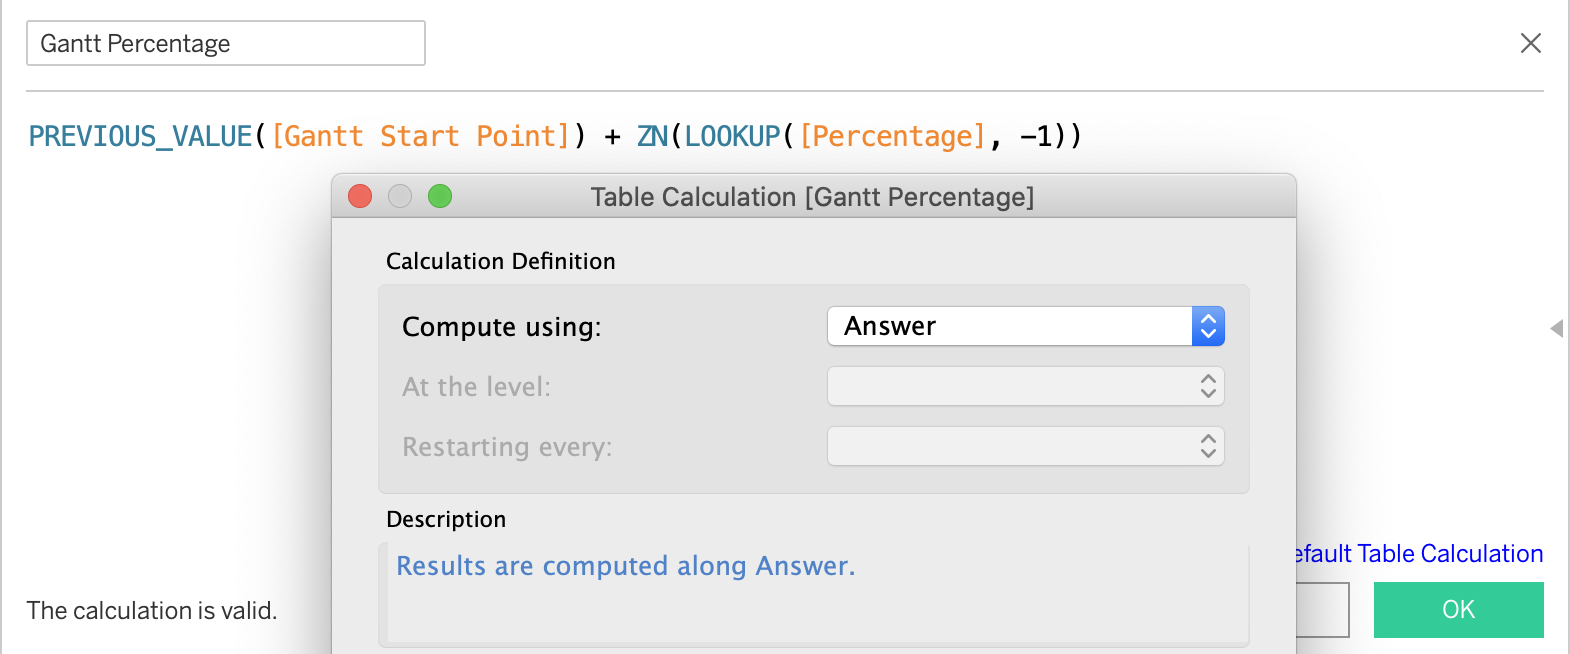 Gantt Percentage
PREVIOUS_VALUE([Gantt Start Point]) + ZN(LOOKUP([Percentage], -1))
Table Calculation [Gantt Percentage]
Calculation Definition
Compute using:
Answer
At the level:
Restarting every:
Description
Results are computed along Answer.
efault Table Calculation
The calculation is valid.
OK